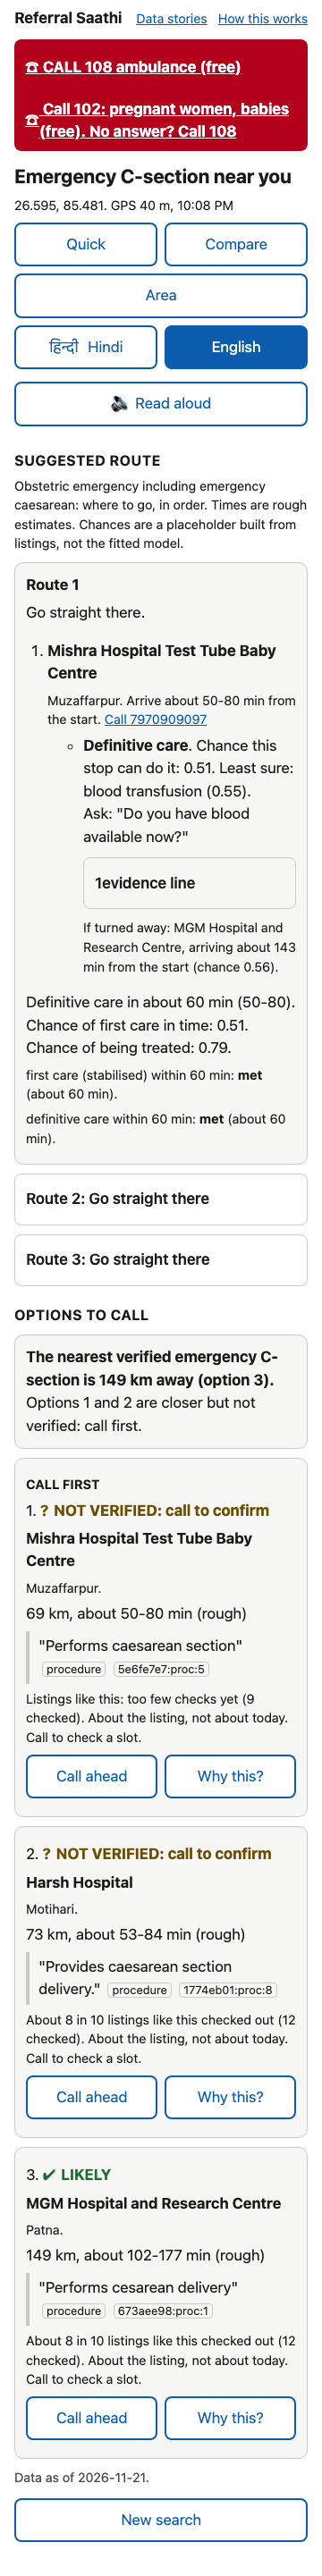 Referral Saathi Data stories How this works
☎ CALL 108 ambulance (free)
☎ Call 102: pregnant women, babies
(free). No answer? Call 108
Emergency C-section near you
26.595, 85.481. GPS 40 m, 10:08 PM
Quick Compare
Area
हिन्दी Hindi English
🔊 Read aloud
SUGGESTED ROUTE
Obstetric emergency including emergency
caesarean: where to go, in order. Times are rough
estimates. Chances are a placeholder built from
listings, not the fitted model.
Route 1
Go straight there.
1. Mishra Hospital Test Tube Baby
Centre
Muzaffarpur. Arrive about 50-80 min from
the start. Call 7970909097
Definitive care. Chance this
stop can do it: 0.51. Least sure:
blood transfusion (0.55).
Ask: "Do you have blood
available now?"
1evidence line
If turned away: MGM Hospital and
Research Centre, arriving about 143
min from the start (chance 0.56).
Definitive care in about 60 min (50-80).
Chance of first care in time: 0.51.
Chance of being treated: 0.79.
first care (stabilised) within 60 min: met
(about 60 min).
definitive care within 60 min: met (about 60
min).
Route 2: Go straight there
Route 3: Go straight there
OPTIONS TO CALL
The nearest verified emergency C-
section is 149 km away (option 3).
Options 1 and 2 are closer but not
verified: call first.
CALL FIRST
1. ? NOT VERIFIED: call to confirm
Mishra Hospital Test Tube Baby
Centre
Muzaffarpur.
69 km, about 50-80 min (rough)
"Performs caesarean section"
procedure 5e6fe7e7:proc:5
Listings like this: too few checks yet (9
checked). About the listing, not about today.
Call to check a slot.
Call ahead Why this?
2. ? NOT VERIFIED: call to confirm
Harsh Hospital
Motihari.
73 km, about 53-84 min (rough)
"Provides caesarean section
delivery." procedure 1774eb01:proc:8
About 8 in 10 listings like this checked out (12
checked). About the listing, not about today.
Call to check a slot.
Call ahead Why this?
3. ✔ LIKELY
MGM Hospital and Research Centre
Patna.
149 km, about 102-177 min (rough)
"Performs cesarean delivery"
procedure 673aee98:proc:1
About 8 in 10 listings like this checked out (12
checked). About the listing, not about today.
Call to check a slot.
Call ahead Why this?
Data as of 2026-11-21.
New search